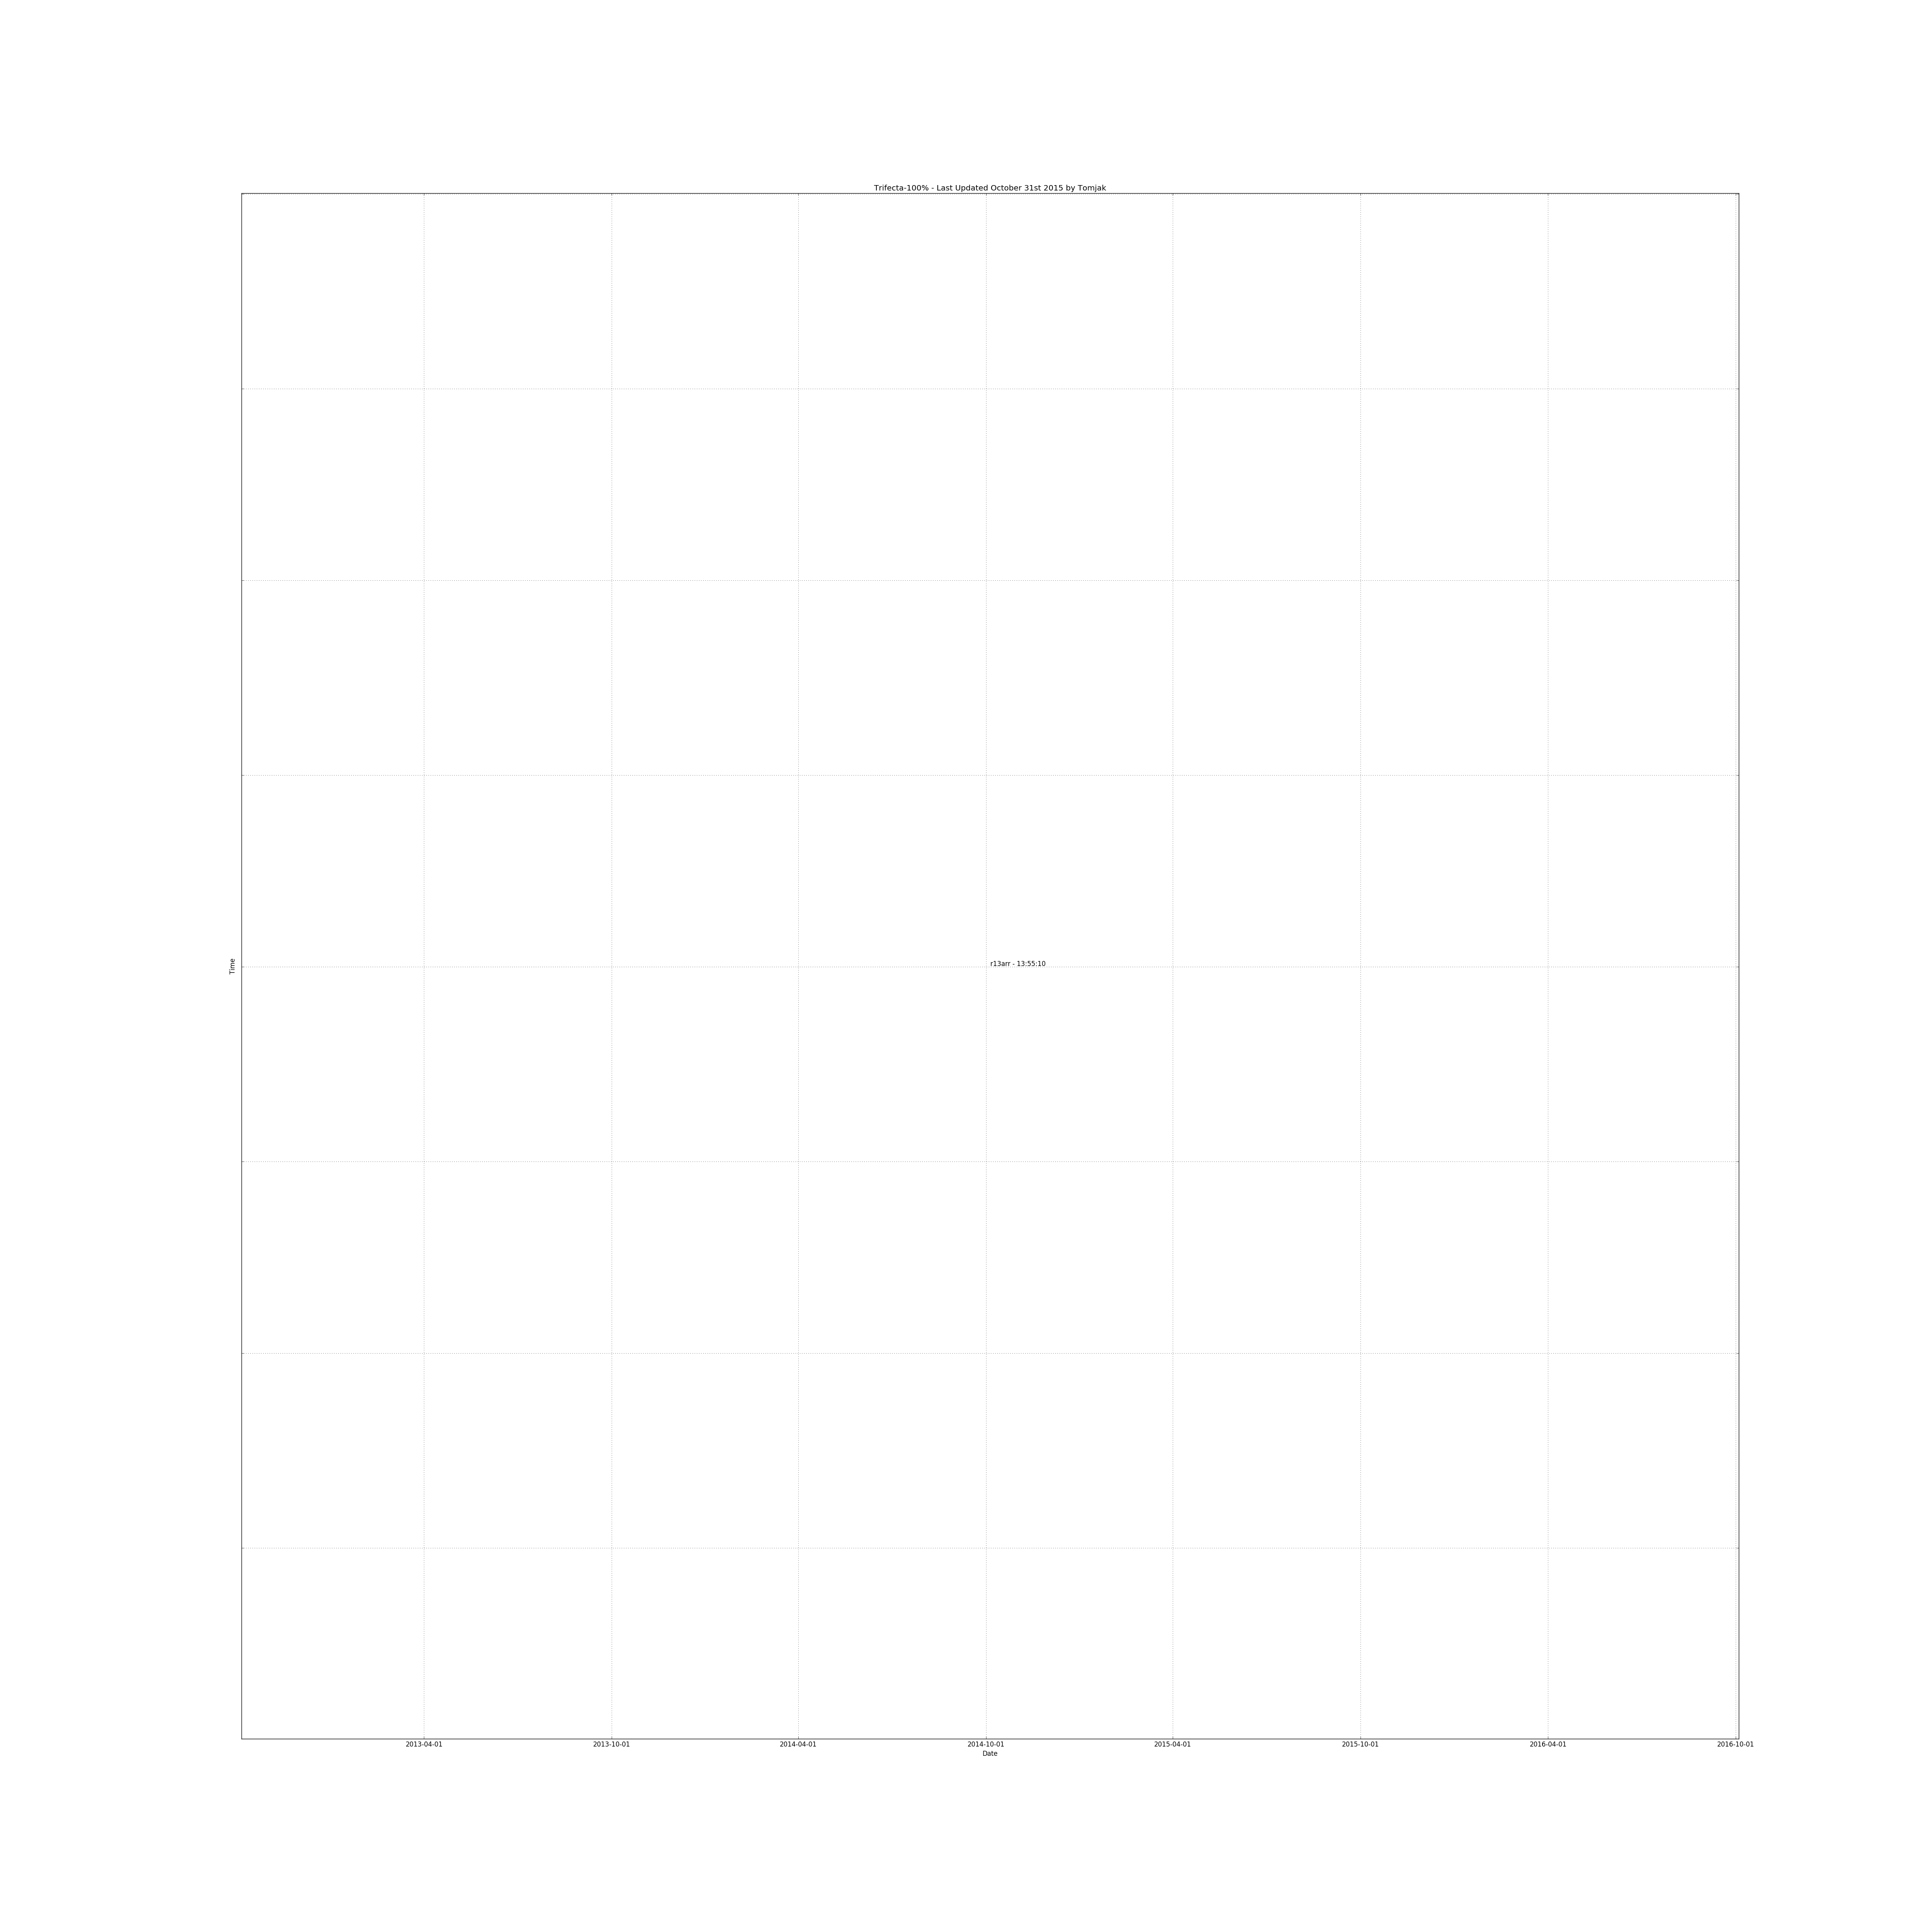 Trifecta-100% - Last Updated October 31st 2015 by Tomjak
Time
r13arr - 13:55:10
2013-04-01
2013-10-01
2014-04-01
2014-10-01
2015-04-01
2015-10-01
2016-04-01
2016-10-01
Date